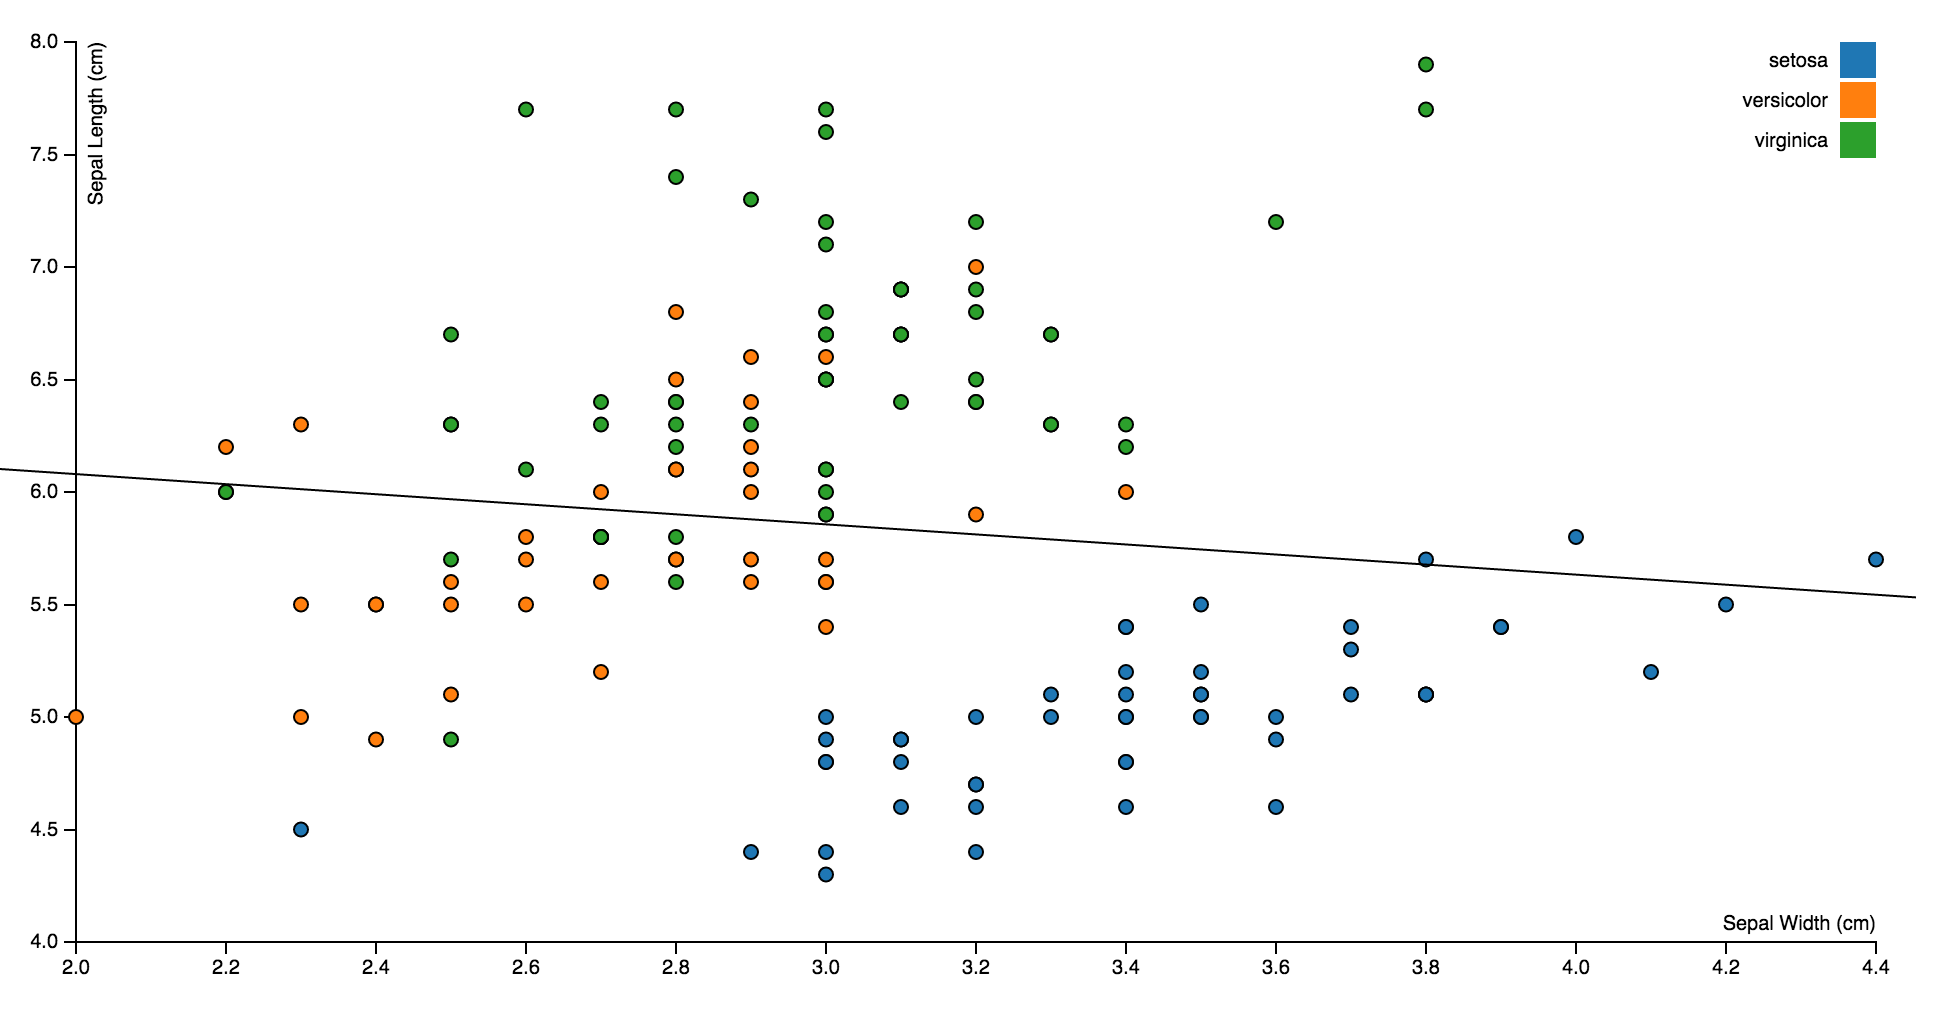 8.0
7.5
7.0
6.5
6.0
5.5
5.0
4.5
4.0
Sepal Length (cm)
setosa
versicolor
virginica
Sepal Width (cm)
2.0 2.2 2.4 2.6 2.8 3.0 3.2 3.4 3.6 3.8 4.0 4.2 4.4